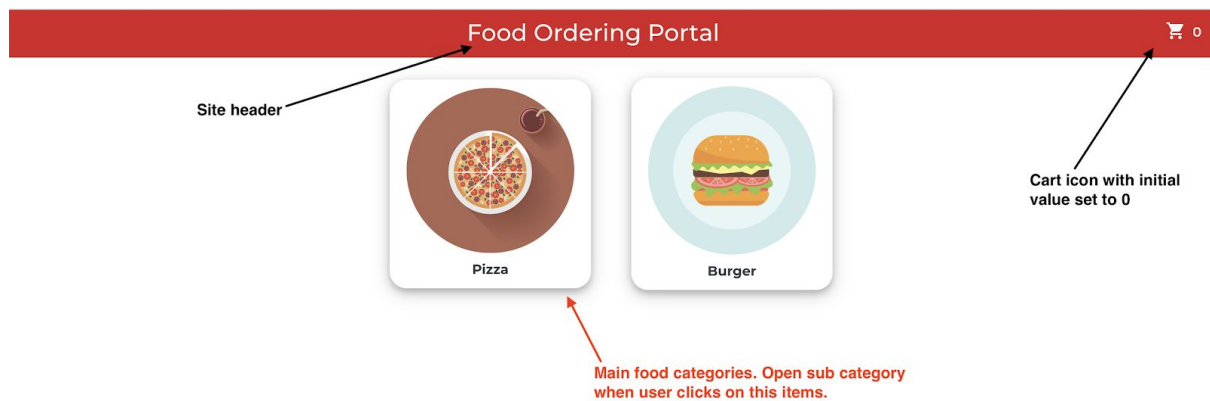 Food Ordering Portal
0
Site header
Cart icon with initial
value set to 0
Pizza
Burger
Main food categories. Open sub category
when user clicks on this items.